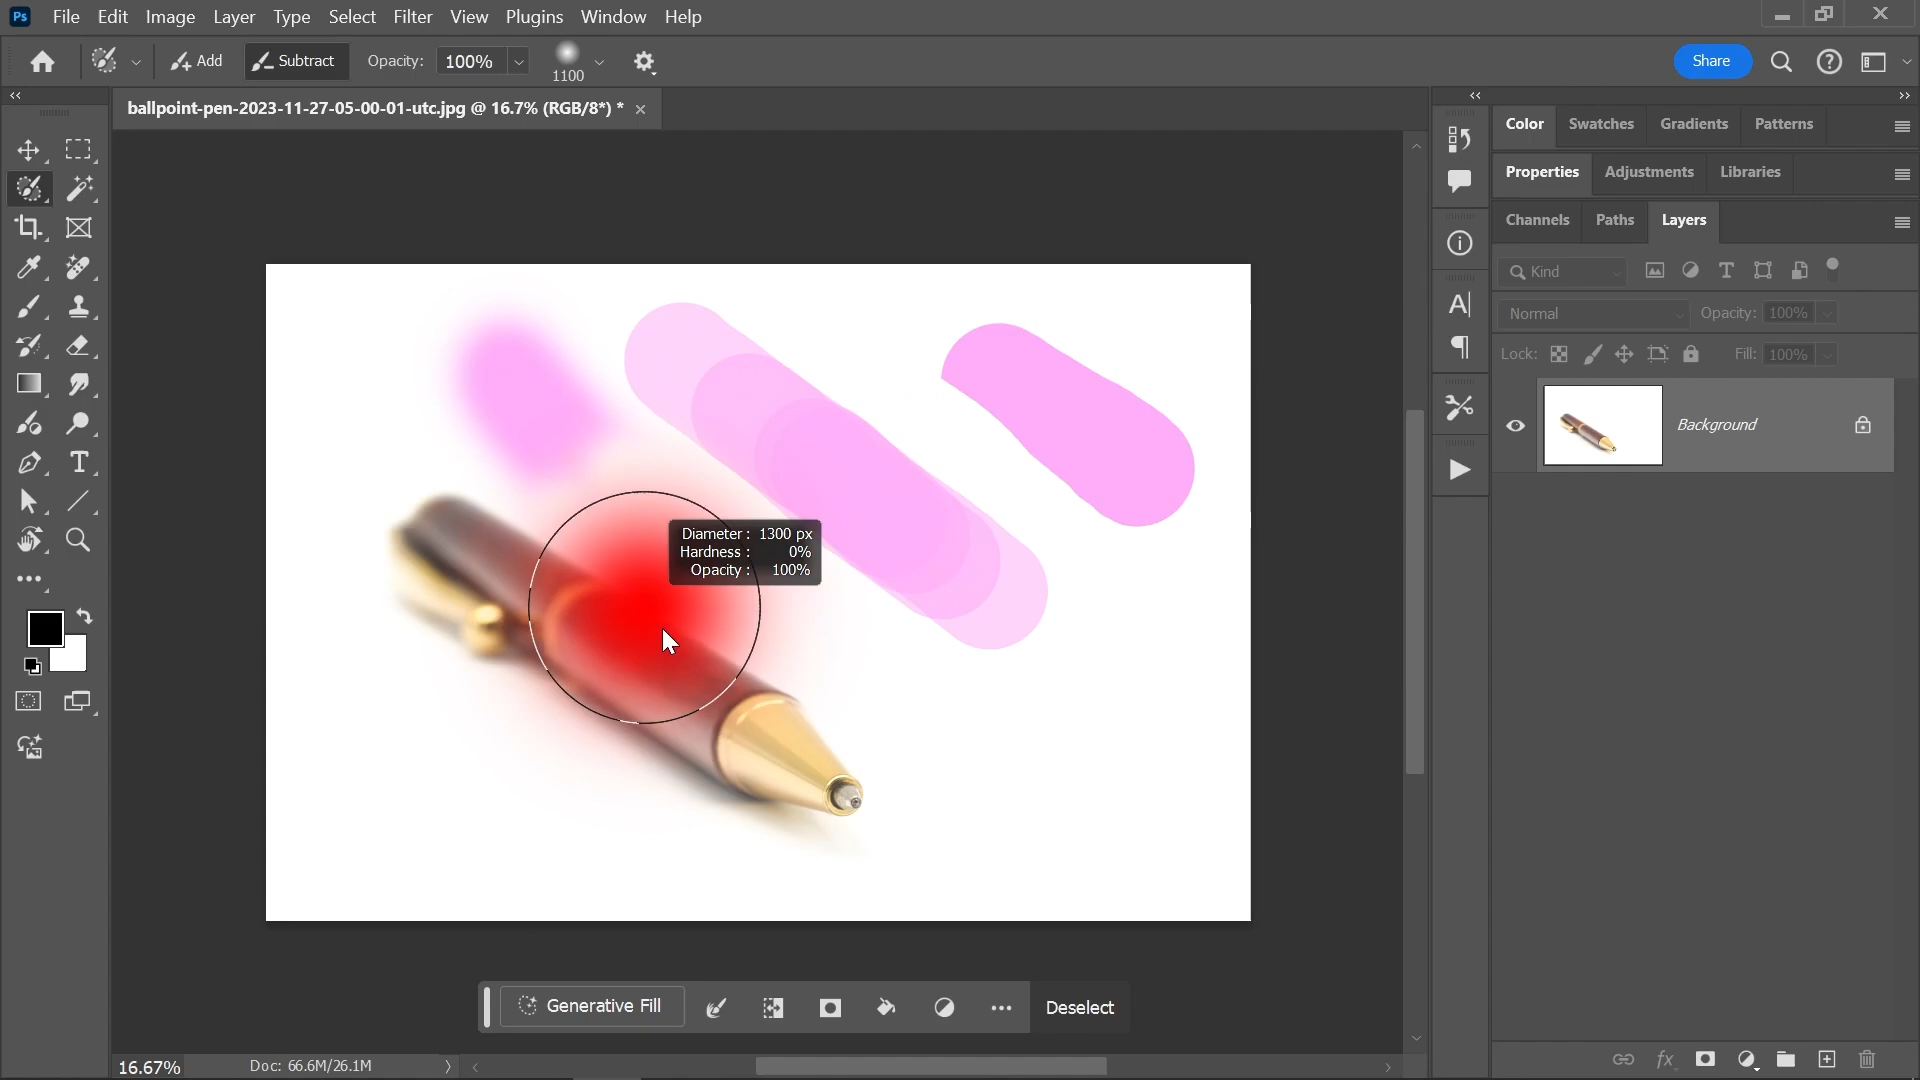 Ps File Edit Image Layer Type Select Filter View Plugins Window Help
Add Subtract Opacity: 100% 1100 Share
ballpoint-pen-2023-11-27-05-00-01-utc.jpg @ 16.7% (RGB/8*) *
Color Swatches Gradients Patterns
Properties Adjustments Libraries
Channels Paths Layers
Kind
Normal Opacity: 100%
Lock: Fill: 100%
Background
Diameter : 1300 px
Hardness : 0%
Opacity : 100%
Generative Fill Deselect
16.67% Doc: 66.6M/26.1M